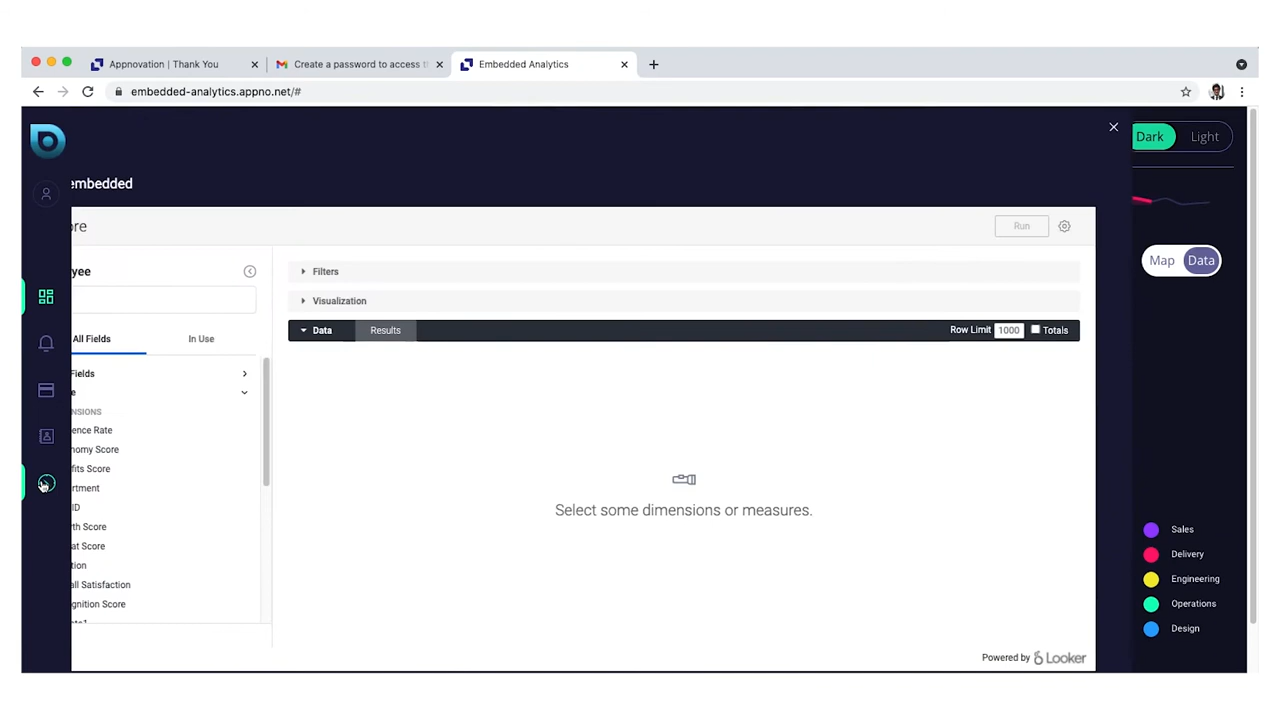 Appnovation | Thank You
Create a password to access th
Embedded Analytics
embedded-analytics.appno.net/#
Dark
Light
embedded
ore
Run
yee
Filters
Visualization
All Fields
In Use
Data
Results
Row Limit
1000
Totals
Map
Data
Fields
e
NSIONS
ence Rate
nomy Score
fits Score
rtment
ID
th Score
at Score
tion
all Satisfaction
gnition Score
Select some dimensions or measures.
Sales
Delivery
Engineering
Operations
Design
Powered by Looker